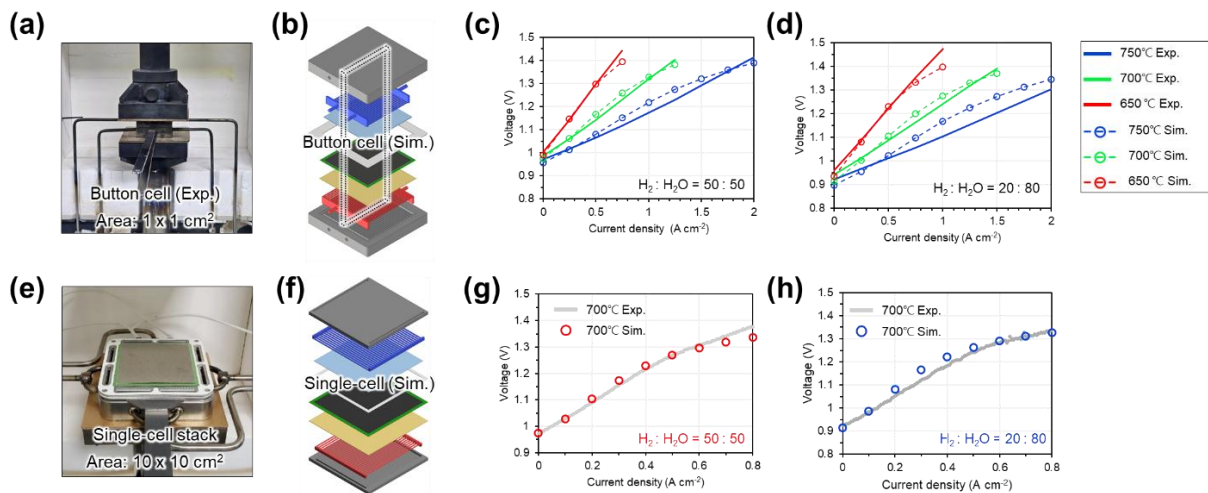 (a)
Button cell (Exp.)
Area: 1 x 1 cm2
(b)
Button cell (Sim.)
(c)
Voltage (V)
1.5
1.4
1.3
1.2
1.1
1
0.9
0.8
H2 : H2O = 50 : 50
0 0.5 1 1.5 2
Current density (A cm-2)
(d)
Voltage (V)
1.5
1.4
1.3
1.2
1.1
1
0.9
0.8
H2 : H2O = 20 : 80
0 0.5 1 1.5 2
Current density (A cm-2)
750℃ Exp.
700℃ Exp.
650℃ Exp.
750℃ Sim.
700℃ Sim.
650℃ Sim.
(e)
Single-cell stack
Area: 10 x 10 cm2
(f)
Single-cell (Sim.)
(g)
700℃ Exp.
700℃ Sim.
Voltage (V)
1.5
1.4
1.3
1.2
1.1
1
0.9
H2 : H2O = 50 : 50
0 0.2 0.4 0.6 0.8
Current density (A cm-2)
(h)
700℃ Exp.
700℃ Sim.
Voltage (V)
1.5
1.4
1.3
1.2
1.1
1
0.9
0.8
H2 : H2O = 20 : 80
0 0.2 0.4 0.6 0.8
Current density (A cm-2)